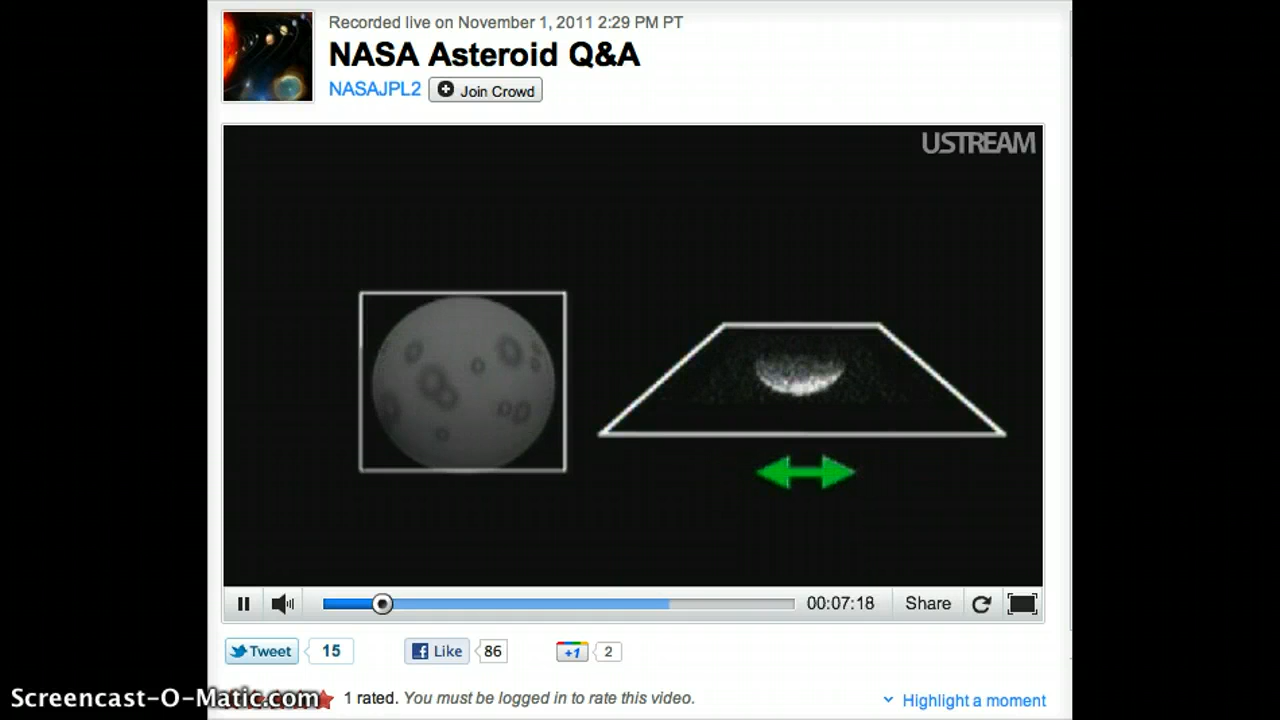 Recorded live on November 1, 2011 2:29 PM PT
NASA Asteroid Q&A
NASAJPL2 Join Crowd
USTREAM
00:07:18 Share
Tweet 15 Like 86 +1 2
Screencast-O-Matic.com 1 rated. You must be logged in to rate this video. Highlight a moment